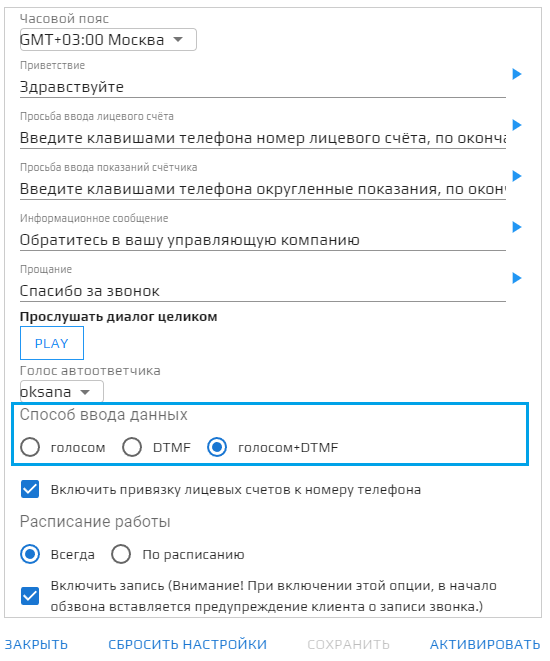 Часовой пояс
GMT+03:00 Москва
Приветствие
Здравствуйте
Просьба ввода лицевого счёта
Введите клавишами телефона номер лицевого счёта, по оконча
Просьба ввода показаний счётчика
Введите клавишами телефона округленные показания, по окон
Информационное сообщение
Обратитесь в вашу управляющую компанию
Прощание
Спасибо за звонок
Прослушать диалог целиком
PLAY
Голос автоответчика
oksana
Способ ввода данных
голосом DTMF голосом+DTMF
Включить привязку лицевых счетов к номеру телефона
Расписание работы
Всегда По расписанию
Включить запись (Внимание! При включении этой опции, в начало
обзвона вставляется предупреждение клиента о записи звонка.)
ЗАКРЫТЬ СБРОСИТЬ НАСТРОЙКИ СОХРАНИТЬ АКТИВИРОВАТЬ